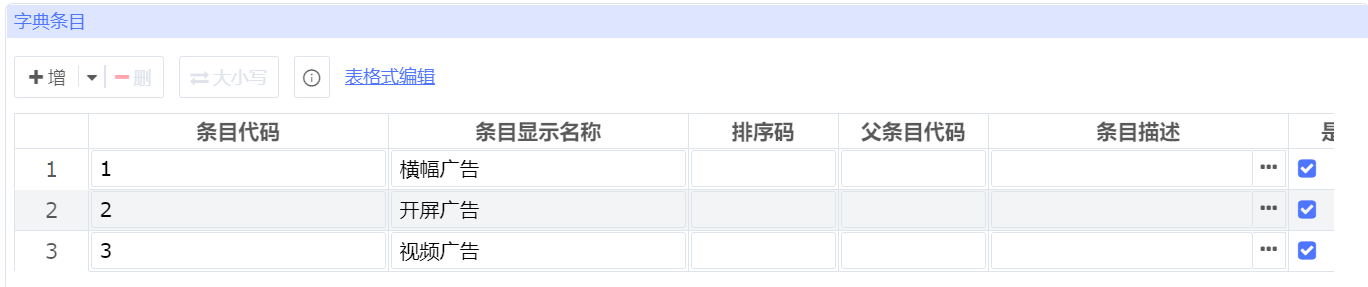 字典条目
增 删 大小写 表格式编辑
条目代码 条目显示名称 排序码 父条目代码 条目描述
1 1 横幅广告
2 2 开屏广告
3 3 视频广告